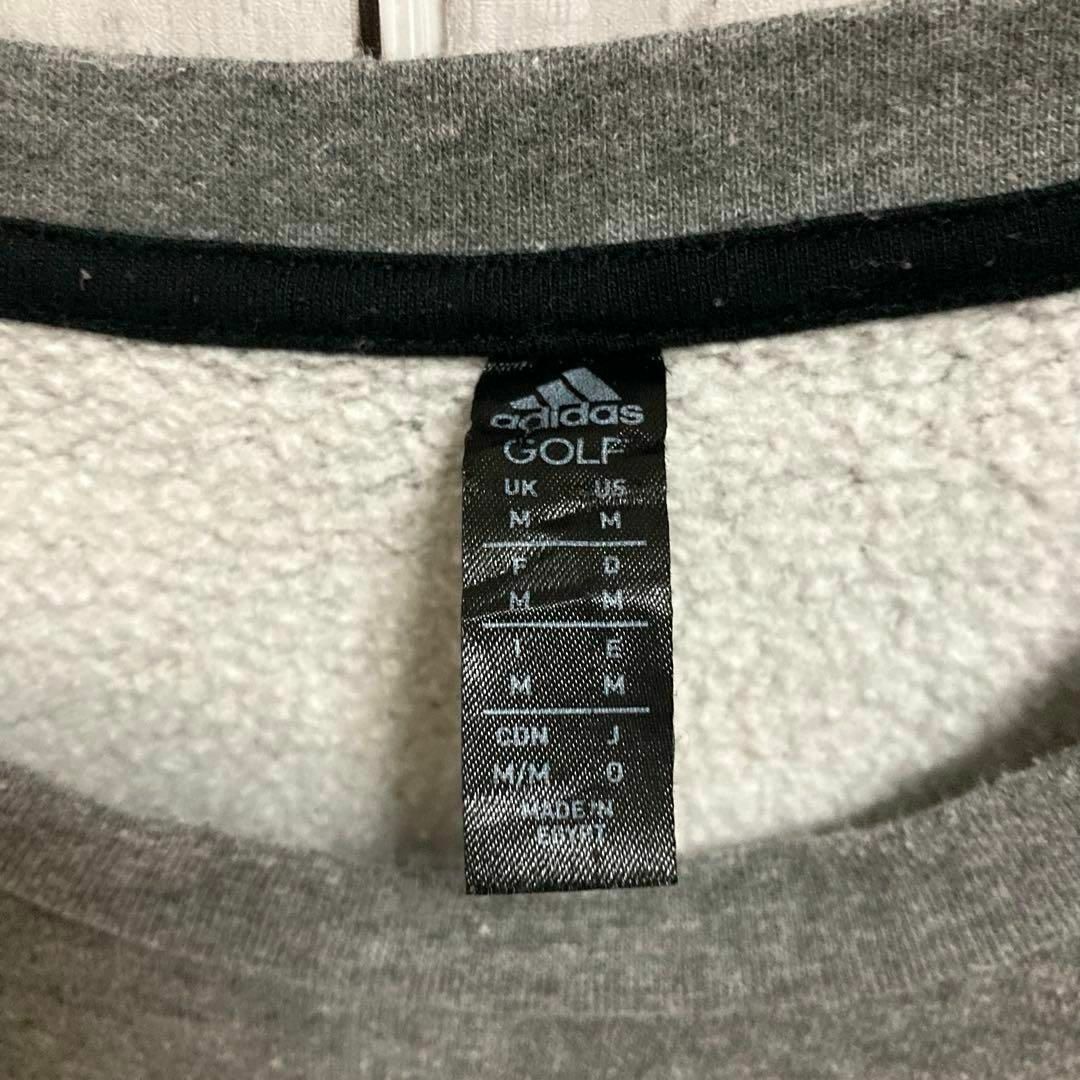 adidas
GOLF
UK US
M M
F D
M M
I E
M M
CDN J
M/M O
MADE IN
EGYPT